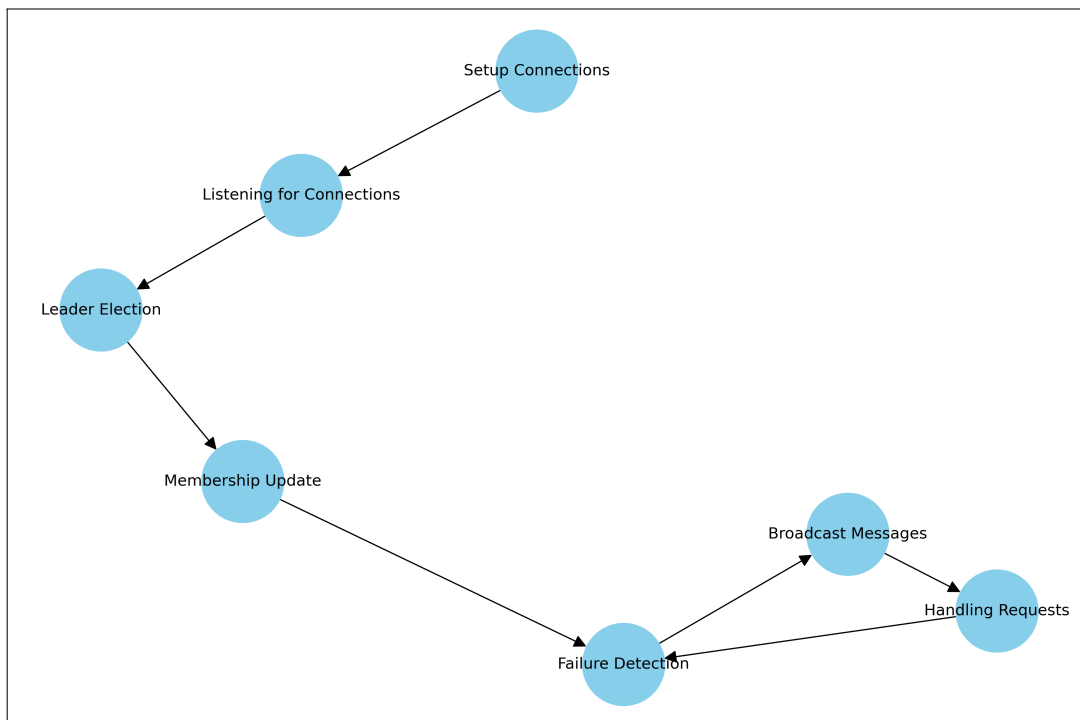 Setup Connections
Listening for Connections
Leader Election
Membership Update
Broadcast Messages
Handling Requests
Failure Detection